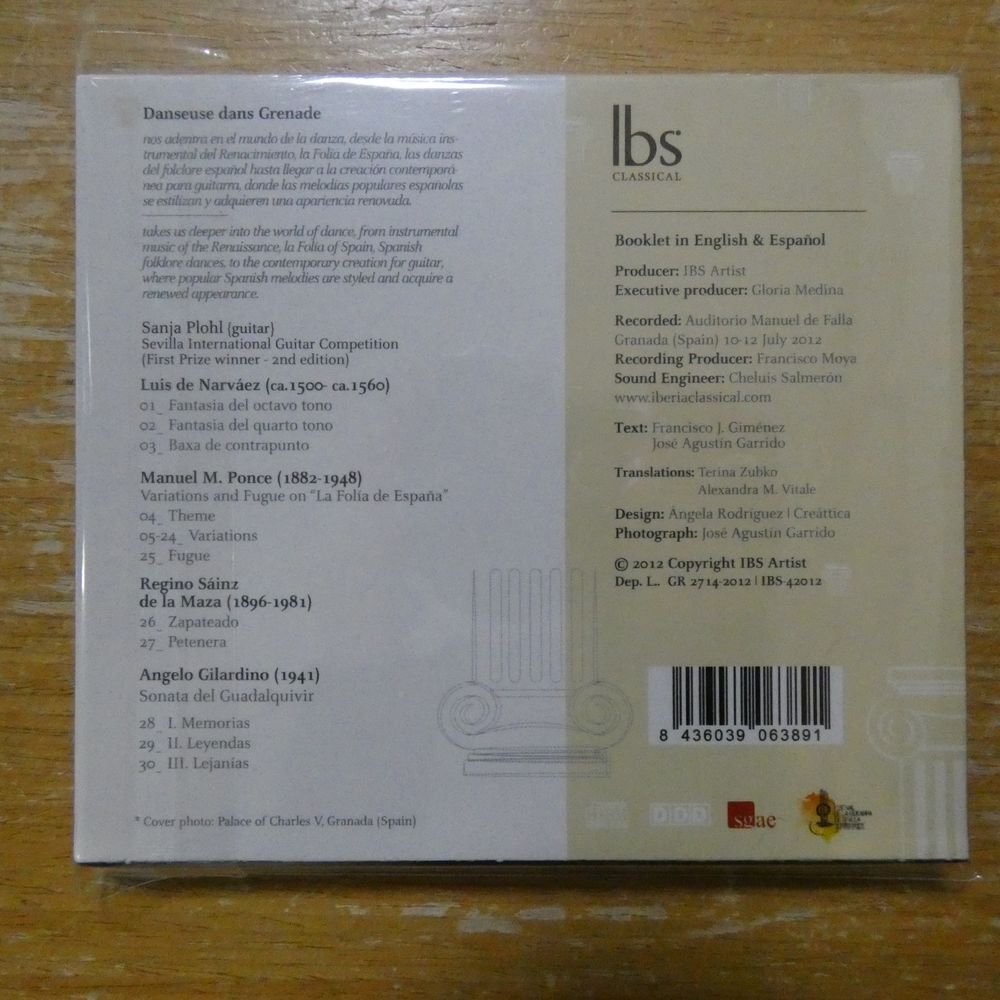 Danseuse dans Grenade
nos adentra en el mundo de la danza, desde la música ins-
trumental del Renacimiento, la Folía de España, las danzas
del folclore español hasta llegar a la creación contemporá-
nea para guitarra, donde las melodías populares españolas
se estilizan y adquieren una apariencia renovada.
takes us deeper into the world of dance, from instrumental
music of the Renaissance, la Folía of Spain, Spanish
folklore dances, to the contemporary creation for guitar,
where popular Spanish melodies are styled and acquire a
renewed appearance.
Sanja Plohl (guitar)
Sevilla International Guitar Competition
(First Prize winner - 2nd edition)
Luis de Narváez (ca.1500- ca.1560)
01_ Fantasia del octavo tono
02_ Fantasia del quarto tono
03_ Baxa de contrapunto
Manuel M. Ponce (1882-1948)
Variations and Fugue on "La Folía de España"
04_ Theme
05-24_ Variations
25_ Fugue
Regino Sáinz
de la Maza (1896-1981)
26_ Zapateado
27_ Petenera
Angelo Gilardino (1941)
Sonata del Guadalquivir
28_ I. Memorias
29_ II. Leyendas
30_ III. Lejanías
* Cover photo: Palace of Charles V, Granada (Spain)
Ibs
CLASSICAL
Booklet in English & Español
Producer: IBS Artist
Executive producer: Gloria Medina
Recorded: Auditorio Manuel de Falla
Granada (Spain) 10-12 July 2012
Recording Producer: Francisco Moya
Sound Engineer: Cheluis Salmerón
www.iberiaclassical.com
Text: Francisco J. Giménez
José Agustín Garrido
Translations: Terina Zubko
Alexandra M. Vitale
Design: Ángela Rodríguez | Creáttica
Photograph: José Agustín Garrido
© 2012 Copyright IBS Artist
Dep. L.. GR 2714-2012 | IBS-42012
8 436039 063891
DDD
sgae